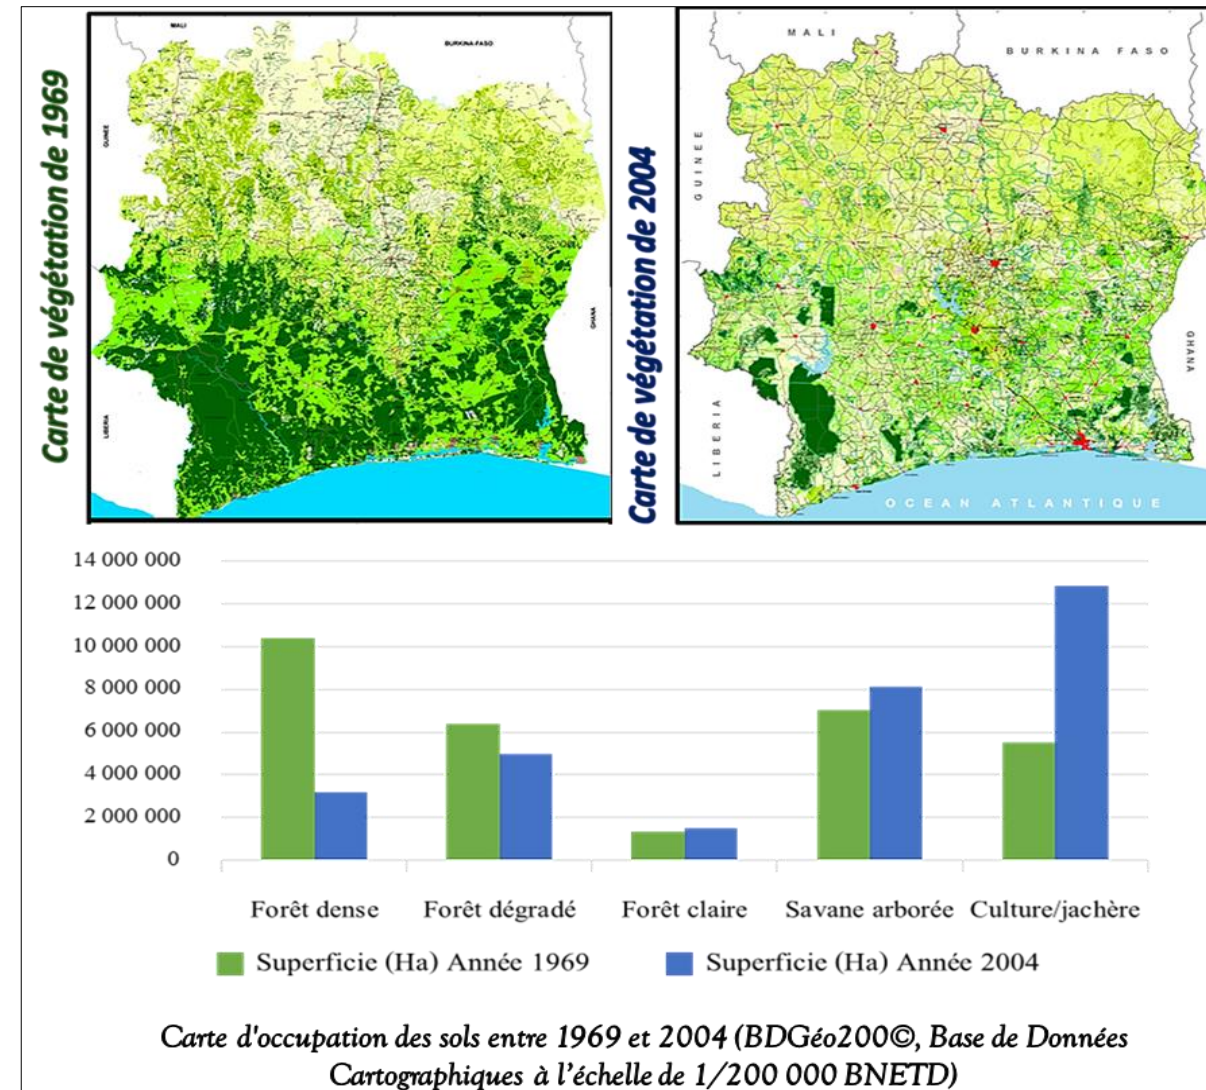 Carte de végétation de 1969
MALI
BURKINA-FASO
GUINEE
GHANA
LIBERIA
Carte de végétation de 2004
MALI
BURKINA FASO
GUINEE
GHANA
LIBERIA
OCEAN ATLANTIQUE
14 000 000
12 000 000
10 000 000
8 000 000
6 000 000
4 000 000
2 000 000
0
Forêt dense
Forêt dégradé
Forêt claire
Savane arborée
Culture/jachère
Superficie (Ha) Année 1969
Superficie (Ha) Année 2004
Carte d'occupation des sols entre 1969 et 2004 (BDGéo200©, Base de Données
Cartographiques à l'échelle de 1/200 000 BNETD)